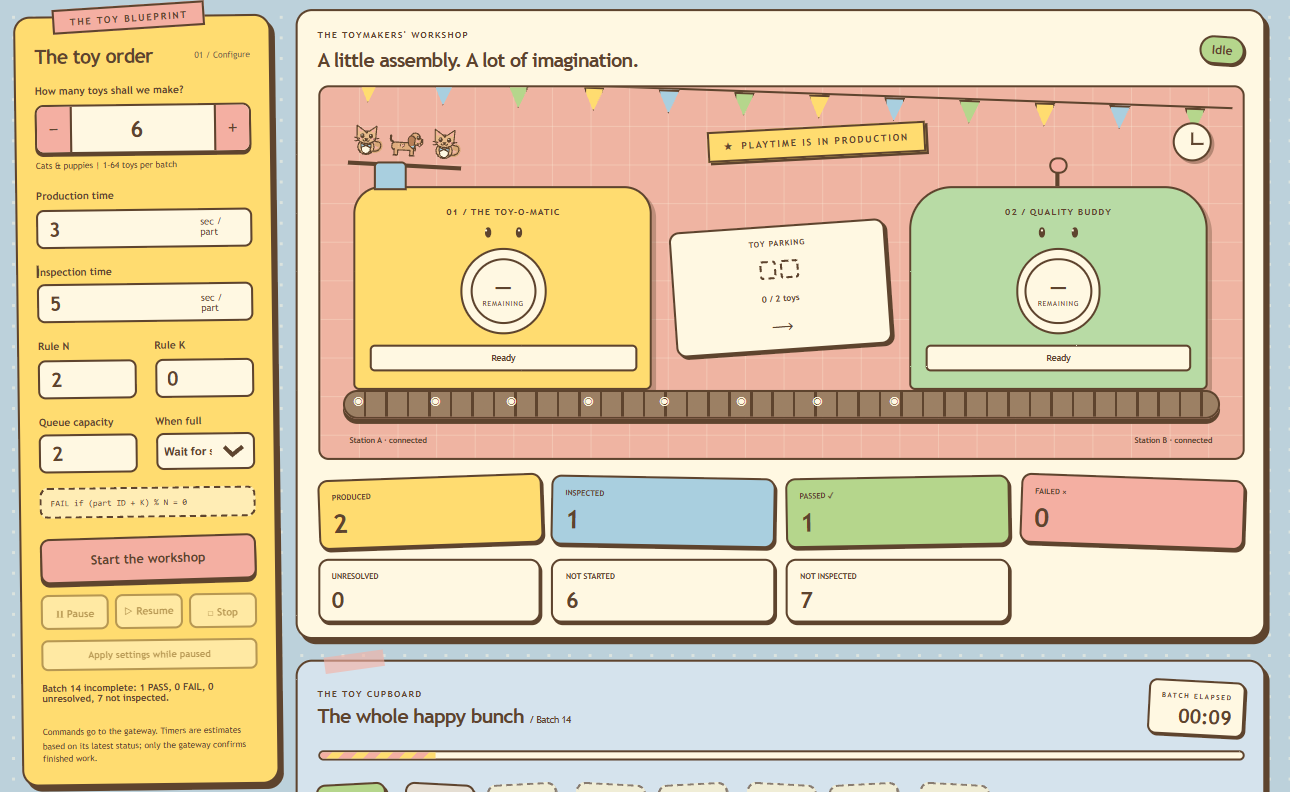 THE TOY BLUEPRINT
The toy order
01 / Configure
How many toys shall we make?
− 6 +
Cats & puppies | 1-64 toys per batch
Production time
3 sec / part
Inspection time
5 sec / part
Rule N
Rule K
2
0
Queue capacity
When full
2
Wait for
FAIL if (part ID + K) % N = 0
Start the workshop
Pause
▷ Resume
□ Stop
Apply settings while paused
Batch 14 incomplete: 1 PASS, 0 FAIL, 0
unresolved, 7 not inspected.
Commands go to the gateway. Timers are estimates
based on its latest status; only the gateway confirms
finished work.
THE TOYMAKERS' WORKSHOP
A little assembly. A lot of imagination.
Idle
★ PLAYTIME IS IN PRODUCTION
01 / THE TOY-O-MATIC
—
REMAINING
Ready
TOY PARKING
0 / 2 toys
→
02 / QUALITY BUDDY
—
REMAINING
Ready
Station A · connected
Station B · connected
PRODUCED
2
INSPECTED
1
PASSED ✓
1
FAILED ×
0
UNRESOLVED
0
NOT STARTED
6
NOT INSPECTED
7
THE TOY CUPBOARD
The whole happy bunch / Batch 14
BATCH ELAPSED
00:09